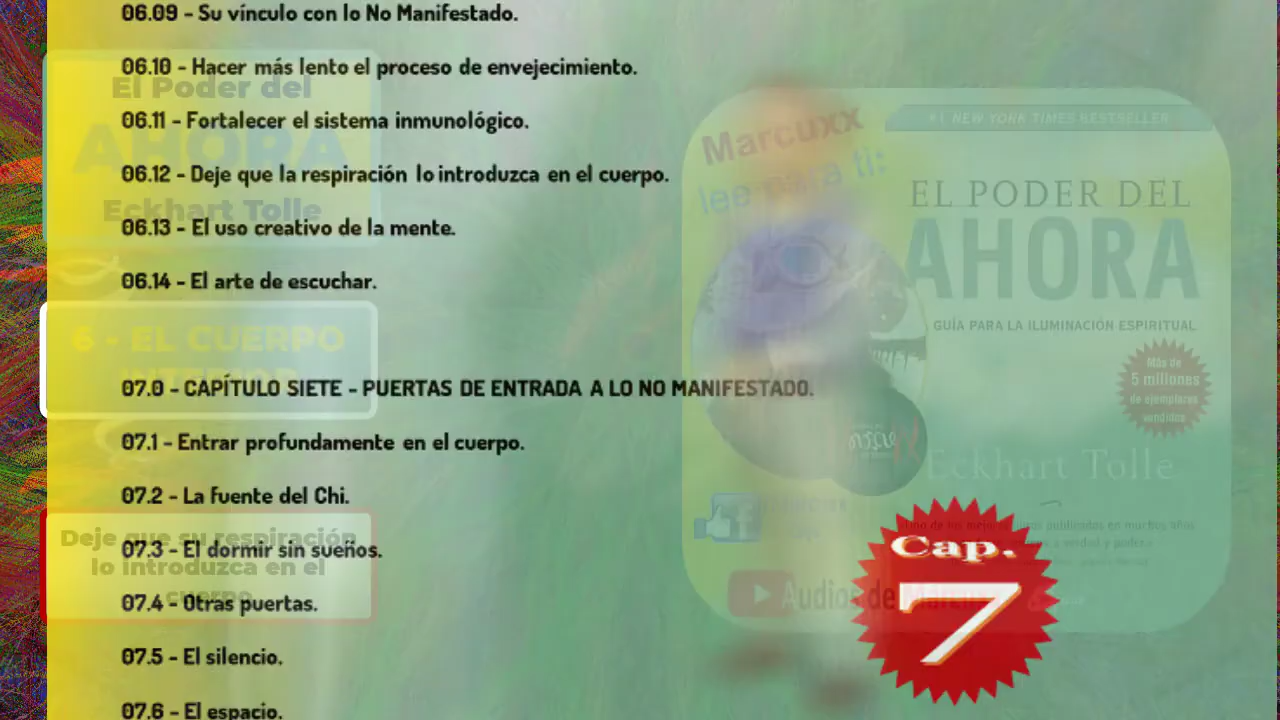 06.09 - Su vínculo con lo No Manifestado.
06.10 - Hacer más lento el proceso de envejecimiento.
06.11 - Fortalecer el sistema inmunológico.
06.12 - Deje que la respiración lo introduzca en el cuerpo.
06.13 - El uso creativo de la mente.
06.14 - El arte de escuchar.
07.0 - CAPÍTULO SIETE - PUERTAS DE ENTRADA A LO NO MANIFESTADO.
07.1 - Entrar profundamente en el cuerpo.
07.2 - La fuente del Chi.
07.3 - El dormir sin sueños.
07.4 - Otras puertas.
07.5 - El silencio.
07.6 - El espacio.
El Poder del
AHORA
Eckhart Tolle
6 - EL CUERPO
INTERIOR
Deje que su respiración
lo introduzca en el
cuerpo
Marcuxx
lee para ti:
#1 NEW YORK TIMES BESTSELLER
EL PODER DEL
AHORA
GUÍA PARA LA ILUMINACIÓN ESPIRITUAL
Más de
5 millones
de ejemplares
vendidos
Eckhart Tolle
Audios de
Cap.
7